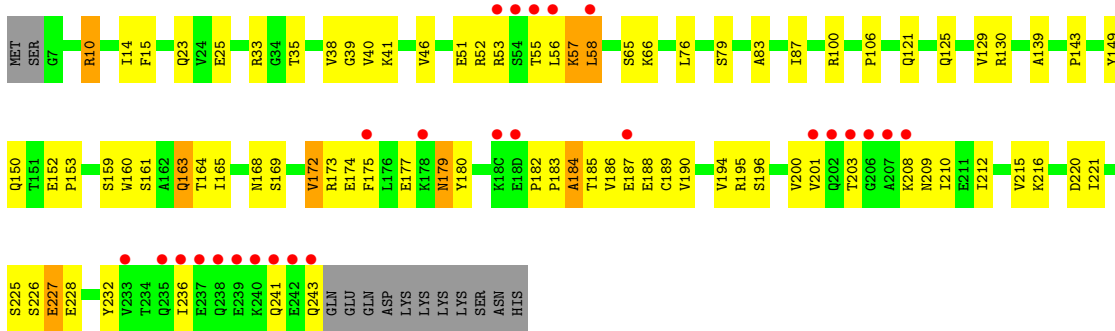 MET SER G7 R10 I14 F15 Q23 V24 E25 R33 G34 T35 V38 G39 V40 K41 V46 E51 R52 R53 S54 T55 L56 K57 L58 S65 K66 L76 S79 A83 I87 R100 P106 Q121 Q125 V129 R130 A139 P143 Y149
Q150 T151 E152 P153 S159 W160 S161 A162 Q163 T164 I165 N168 S169 V172 R173 E174 F175 L176 E177 K178 N179 Y180 K18C E18D P182 P183 A184 T185 V186 E187 E188 C189 V190 V194 R195 S196 V200 V201 Q202 T203 G206 A207 K208 N209 I210 E211 I212 V215 K216 D220 I221
S225 S226 E227 E228 Y232 V233 T234 Q235 I236 E237 Q238 E239 K240 Q241 E242 Q243 GLN GLU GLN ASP LYS LYS LYS LYS SER ASN HIS